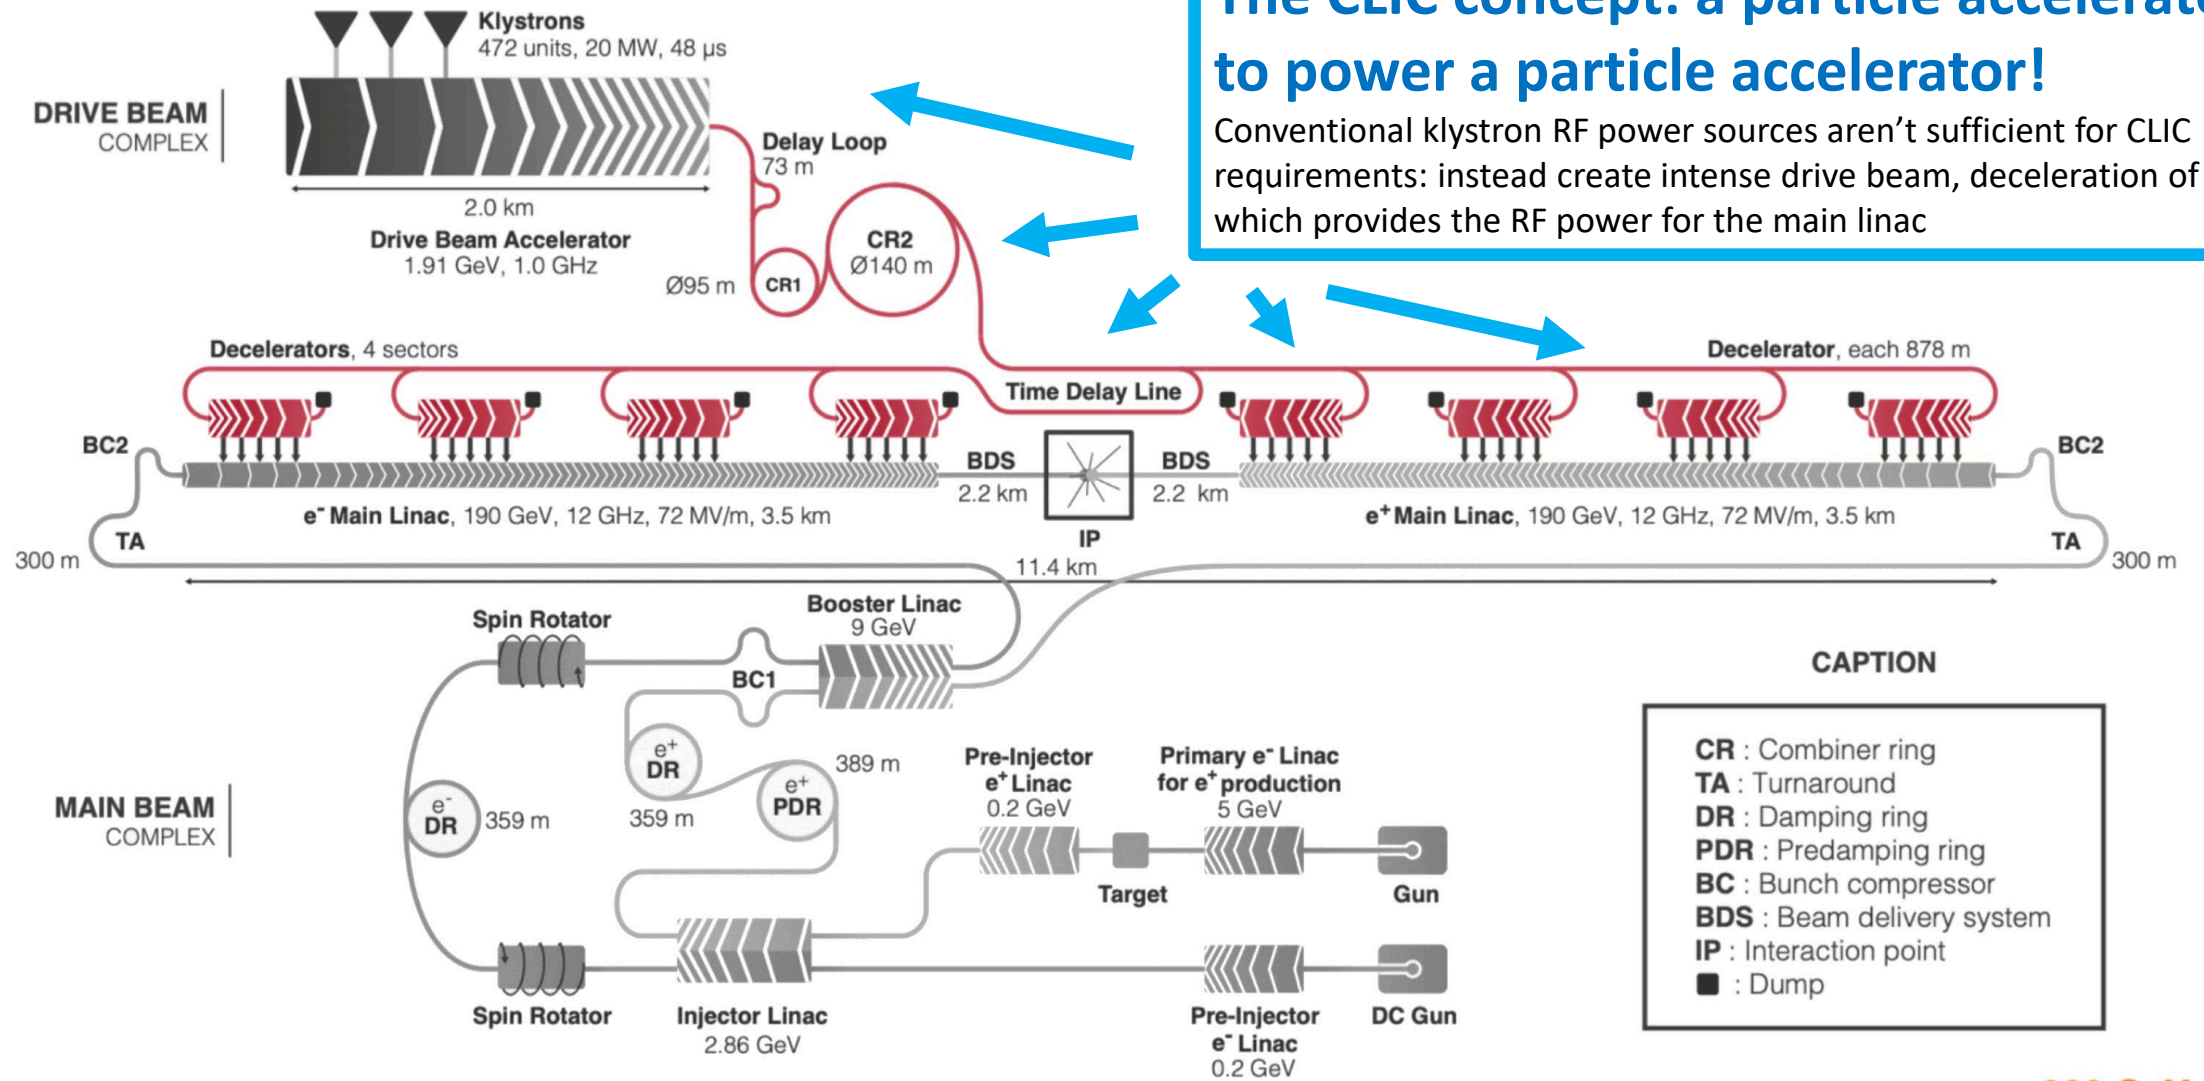 Klystrons
472 units, 20 MW, 48 µs
The CLIC concept: a particle
to power a particle accelerator!
Conventional klystron RF power sources aren't sufficient for CLIC
requirements: instead create intense drive beam, deceleration of
which provides the RF power for the main linac
DRIVE BEAM
COMPLEX
Delay Loop
73 m
2.0 km
Drive Beam Accelerator
1.91 GeV, 1.0 GHz
CR2
Ø140 m
Ø95 m
CR1
Decelerators, 4 sectors
Decelerator, each 878 m
Time Delay Line
BC2
BDS
2.2 km
BDS
2.2 km
BC2
e⁻ Main Linac, 190 GeV, 12 GHz, 72 MV/m, 3.5 km
e⁺ Main Linac, 190 GeV, 12 GHz, 72 MV/m, 3.5 km
IP
TA
300 m
TA
300 m
11.4 km
Spin Rotator
Booster Linac
9 GeV
BC1
MAIN BEAM
COMPLEX
e⁻
DR
359 m
e⁺
DR
359 m
e⁺
PDR
389 m
Pre-Injector
e⁺ Linac
0.2 GeV
Primary e⁻ Linac
for e⁺ production
5 GeV
Target
Gun
Spin Rotator
Injector Linac
2.86 GeV
Pre-Injector
e⁻ Linac
0.2 GeV
DC Gun
CAPTION
CR : Combiner ring
TA : Turnaround
DR : Damping ring
PDR : Predamping ring
BC : Bunch compressor
BDS : Beam delivery system
IP : Interaction point
: Dump